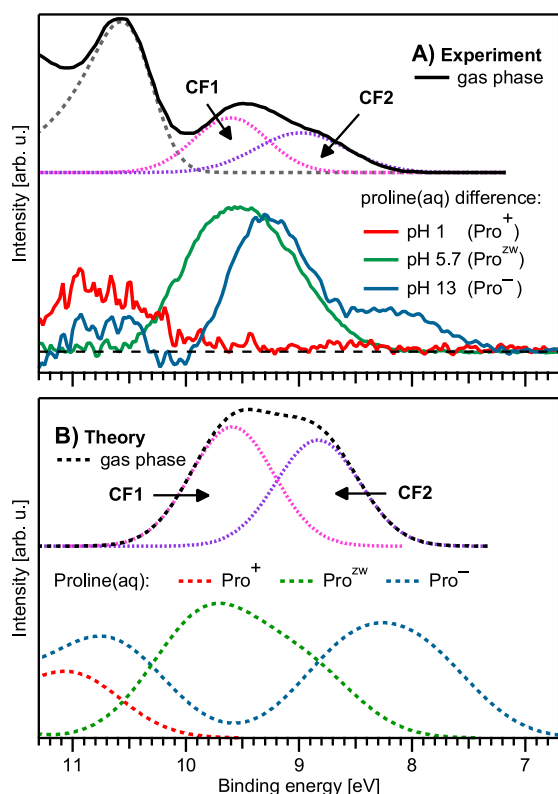 A) Experiment
gas phase
CF1
CF2
Intensity [arb. u.]
proline(aq) difference:
pH 1 (Pro⁺)
pH 5.7 (Proᶻʷ)
pH 13 (Pro⁻)
B) Theory
gas phase
CF1
CF2
Intensity [arb. u.]
Proline(aq): Pro⁺ Proᶻʷ Pro⁻
11 10 9 8 7
Binding energy [eV]